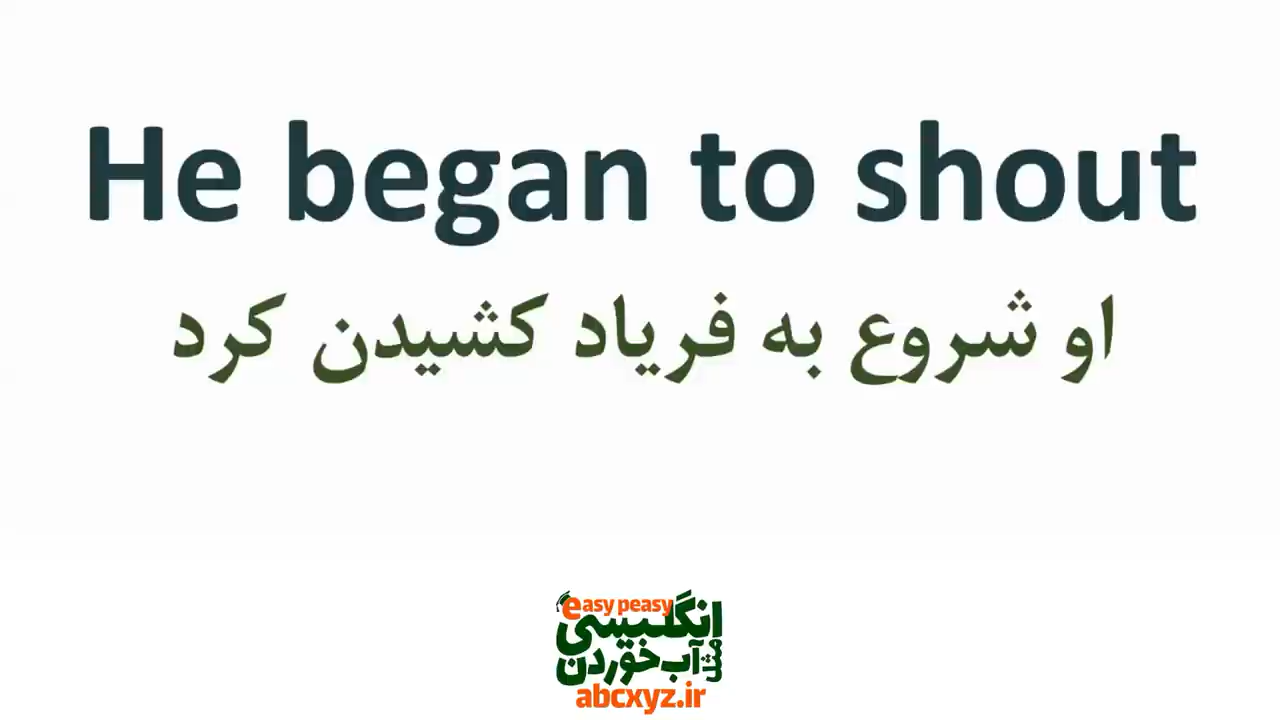 He began to shout
او شروع به فریاد کشیدن کرد
easy peasy
انگلیسی
مثل آب خوردن
abcxyz.ir